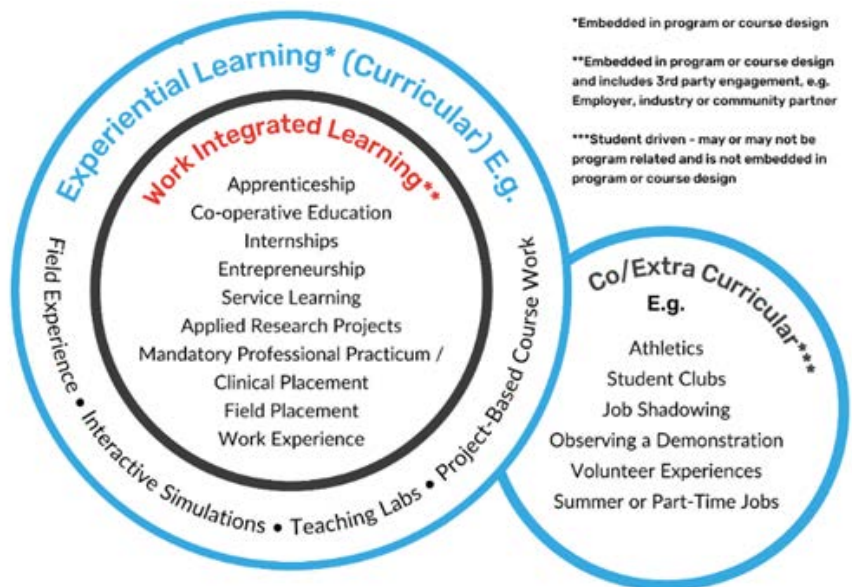 Experiential Learning* (Curricular) E.g.
Work Integrated Learning**
Apprenticeship
Co-operative Education
Internships
Entrepreneurship
Service Learning
Applied Research Projects
Mandatory Professional Practicum /
Clinical Placement
Field Placement
Work Experience
Field Experience • Interactive Simulations • Teaching Labs • Project-Based Course Work
*Embedded in program or course design
**Embedded in program or course design
and includes 3rd party engagement, e.g.
Employer, industry or community partner
***Student driven - may or may not be
program related and is not embedded in
program or course design
Co/Extra Curricular***
E.g.
Athletics
Student Clubs
Job Shadowing
Observing a Demonstration
Volunteer Experiences
Summer or Part-Time Jobs